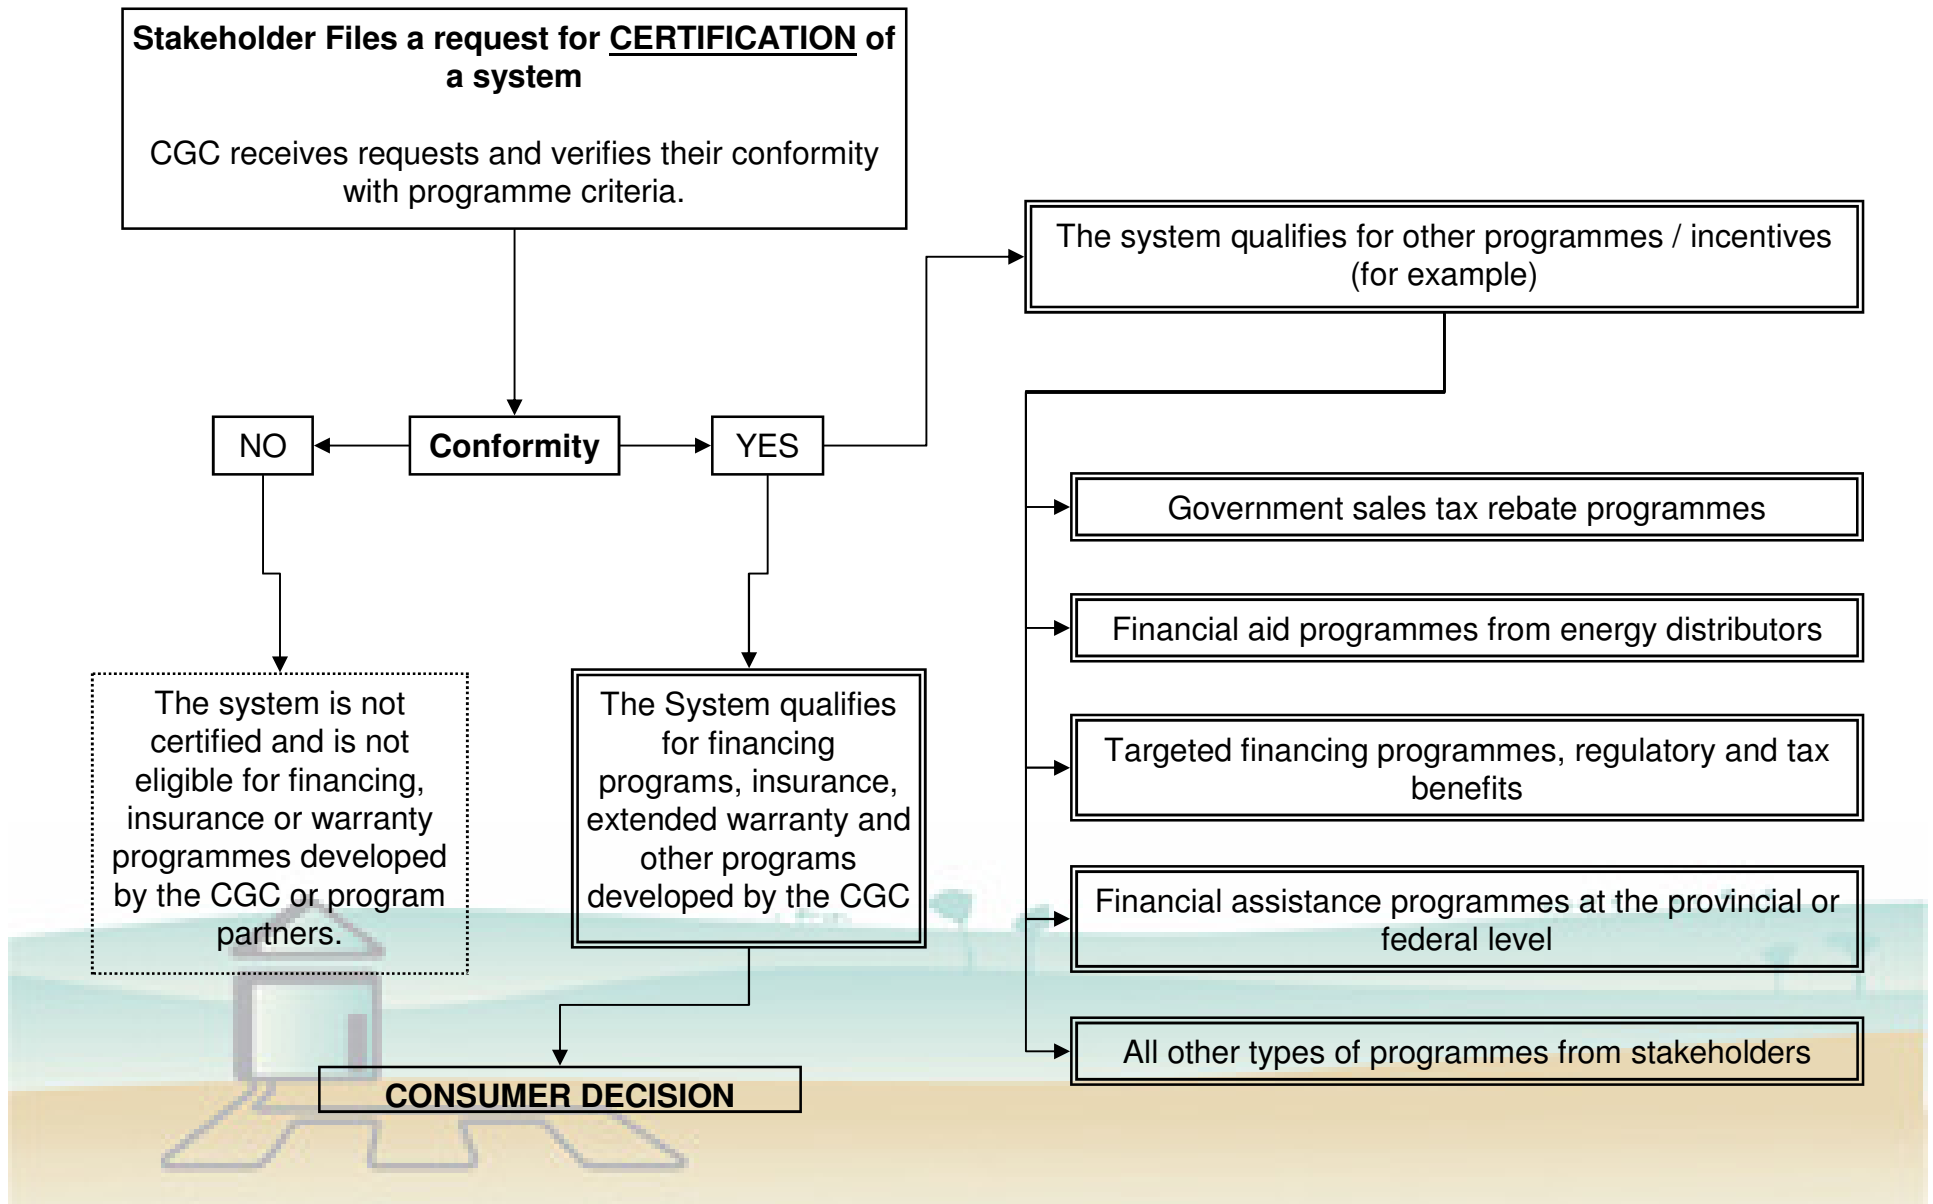 Stakeholder Files a request for CERTIFICATION of
a system
CGC receives requests and verifies their conformity
with programme criteria.
The system qualifies for other programmes / incentives
(for example)
NO
Conformity
YES
Government sales tax rebate programmes
Financial aid programmes from energy distributors
The system is not
certified and is not
eligible for financing,
insurance or warranty
programmes developed
by the CGC or program
partners.
The System qualifies
for financing
programs, insurance,
extended warranty and
other programs
developed by the CGC
Targeted financing programmes, regulatory and tax
benefits
Financial assistance programmes at the provincial or
federal level
All other types of programmes from stakeholders
CONSUMER DECISION